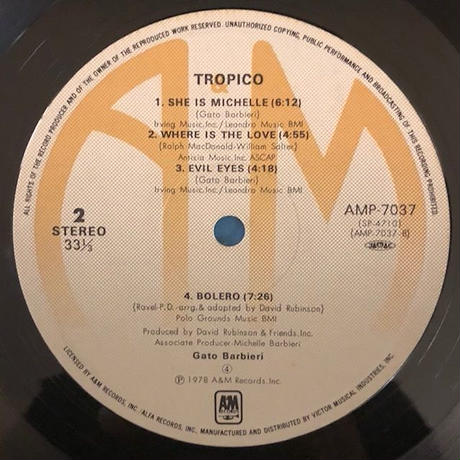 ALL RIGHTS OF THE RECORD PRODUCER AND OF THE OWNER OF THE REPRODUCED WORK RESERVED. UNAUTHORIZED COPYING, PUBLIC PERFORMANCE AND BROADCASTING OF THIS RECORDING PROHIBITED.
TROPICO
1. SHE IS MICHELLE (6:12)
(Gato Barbieri)
Irving Music.Inc./Leandro Music BMI
2. WHERE IS THE LOVE (4:55)
(Ralph MacDonald-William Salter)
Antisia Music.Inc. ASCAP
3. EVIL EYES (4:18)
(Gato Barbieri)
Irving Music.Inc./Leandro Music BMI
2
STEREO
33⅓
AMP-7037
(SP-4710)
(AMP-7037-B)
JASRAC
4. BOLERO (7:26)
(Ravel-P.D.-arrg.& adapted by David Robinson)
Polo Grounds Music BMI
Produced by David Rubinson & Friends.Inc.
Associate Producer-Michelle Barbieri
Gato Barbieri
④
Ⓟ 1978 A&M Records.Inc.
A&M
RECORDS
LICENSED BY A&M RECORDS, INC./ALFA RECORDS, INC. MANUFACTURED AND DISTRIBUTED BY VICTOR MUSICAL INDUSTRIES, INC.